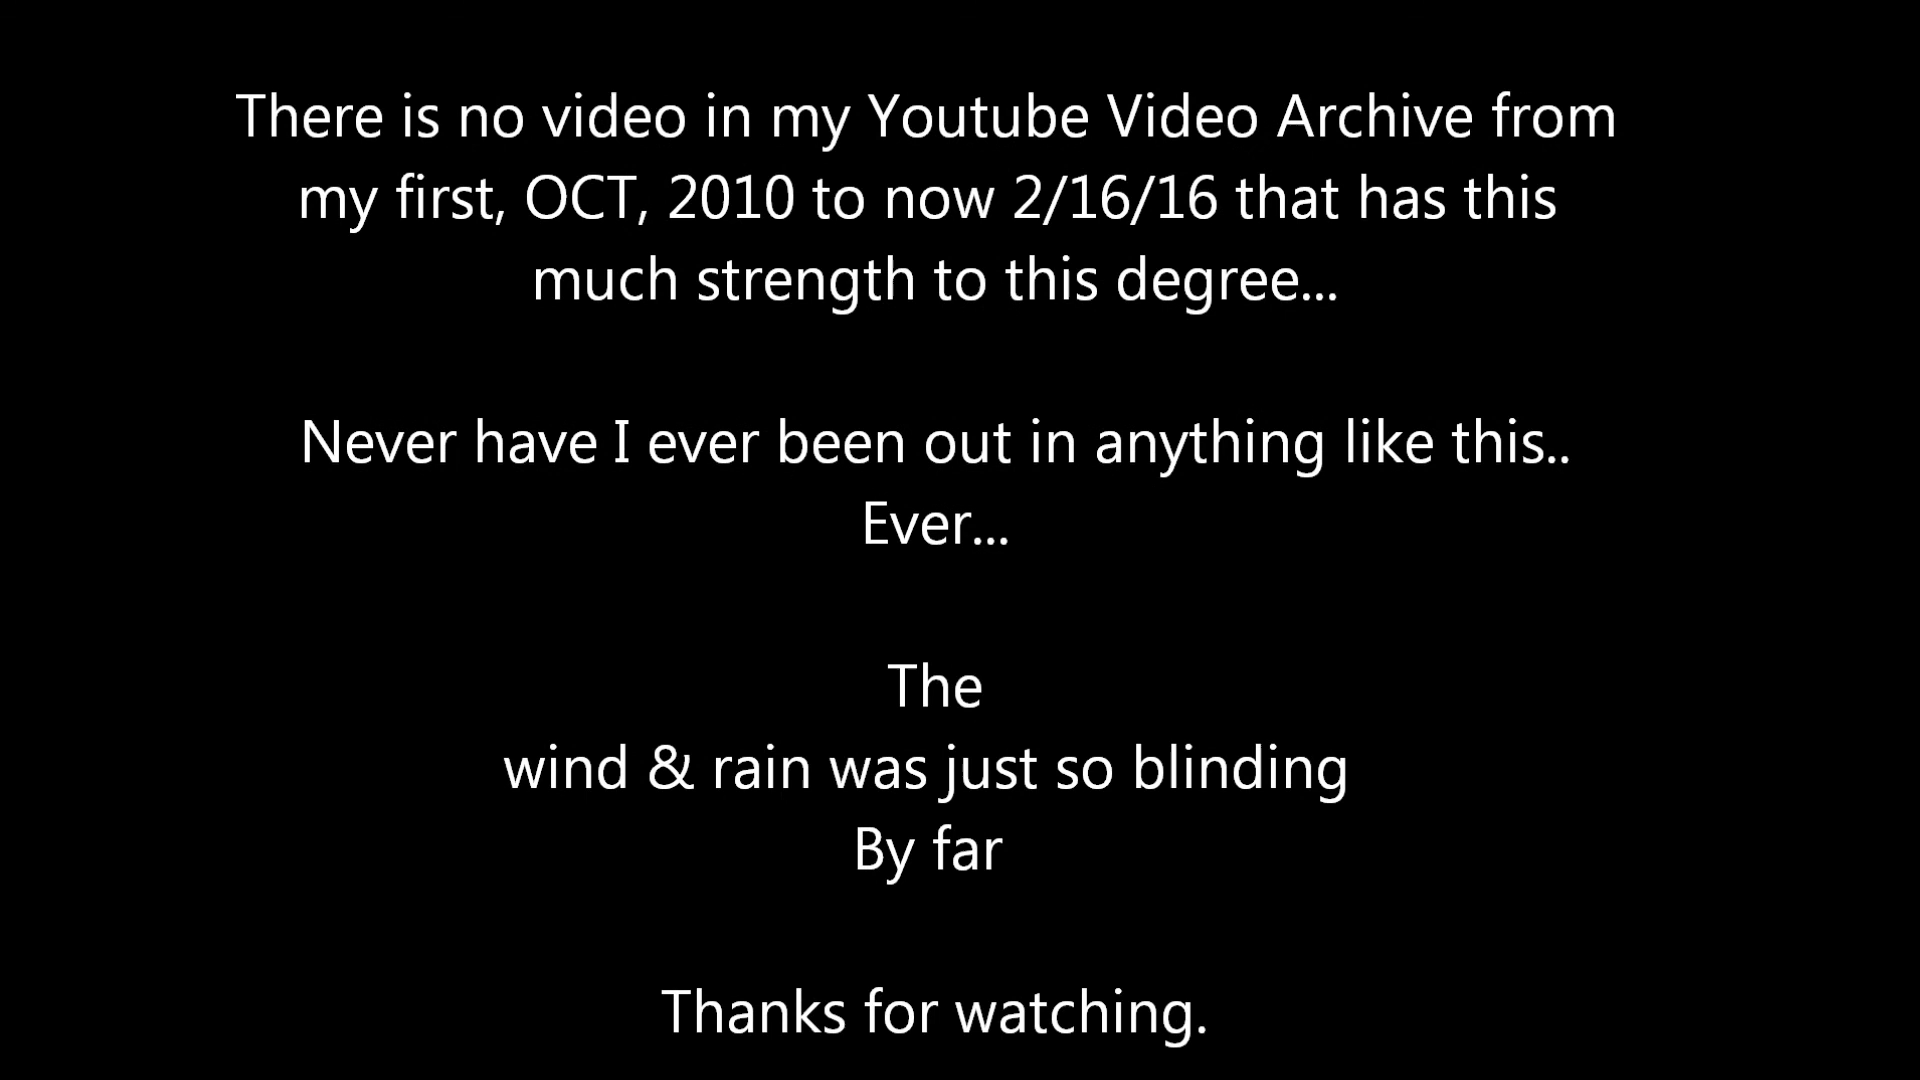 There is no video in my Youtube Video Archive from
my first, OCT, 2010 to now 2/16/16 that has this
much strength to this degree...
Never have I ever been out in anything like this..
Ever...
The
wind & rain was just so blinding
By far
Thanks for watching.